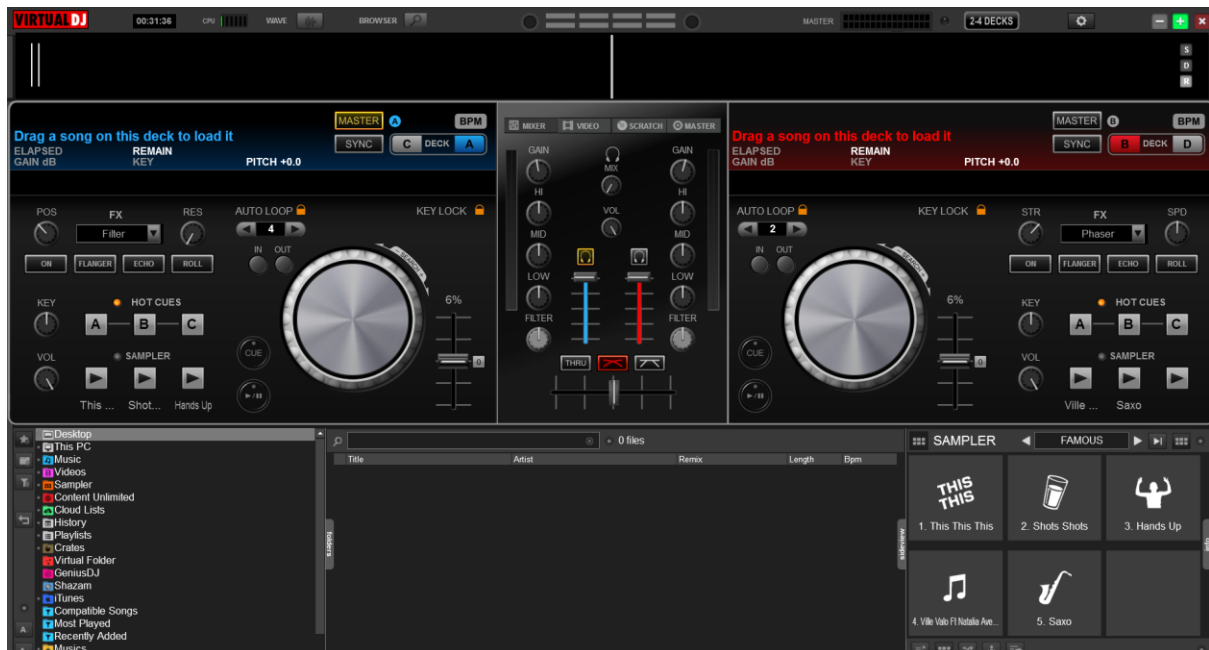 VIRTUAL DJ 00:31:36 CPU WAVE BROWSER MASTER 2-4 DECKS
S
D
R
Drag a song on this deck to load it
ELAPSED REMAIN
GAIN dB KEY PITCH +0.0
MASTER A BPM
SYNC C DECK A
MIXER VIDEO SCRATCH MASTER
Drag a song on this deck to load it
ELAPSED REMAIN
GAIN dB KEY PITCH +0.0
MASTER B BPM
SYNC B DECK D
POS FX RES
Filter
ON FLANGER ECHO ROLL
KEY HOT CUES
A B C
VOL SAMPLER
This ... Shot... Hands Up
AUTO LOOP KEY LOCK
4
IN OUT
SEARCH
6%
0
CUE
GAIN MIX GAIN
HI VOL HI
MID MID
LOW LOW
FILTER FILTER
THRU
AUTO LOOP KEY LOCK
2
IN OUT
SEARCH
6%
0
CUE
STR FX SPD
Phaser
ON FLANGER ECHO ROLL
KEY HOT CUES
A B C
VOL SAMPLER
Ville ... Saxo
Desktop
This PC
Music
Videos
Sampler
Content Unlimited
Cloud Lists
History
Playlists
Crates
Virtual Folder
GeniusDJ
Shazam
iTunes
Compatible Songs
Most Played
Recently Added
Musics
A
folders
0 files
Title Artist Remix Length Bpm
sideview
SAMPLER FAMOUS
THIS
THIS
1. This This This 2. Shots Shots 3. Hands Up
4. Ville Valo Ft Natalia Ave... 5. Saxo